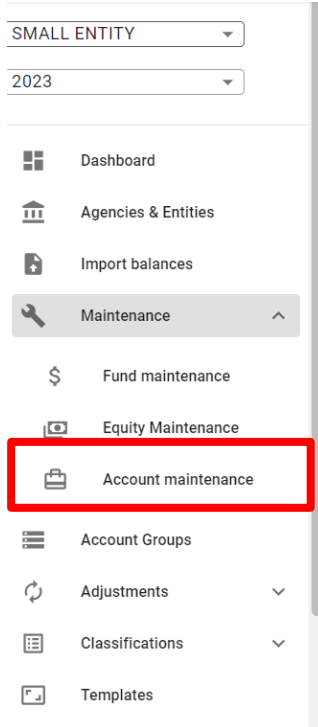 SMALL ENTITY
2023
Dashboard
Agencies & Entities
Import balances
Maintenance
Fund maintenance
Equity Maintenance
Account maintenance
Account Groups
Adjustments
Classifications
Templates